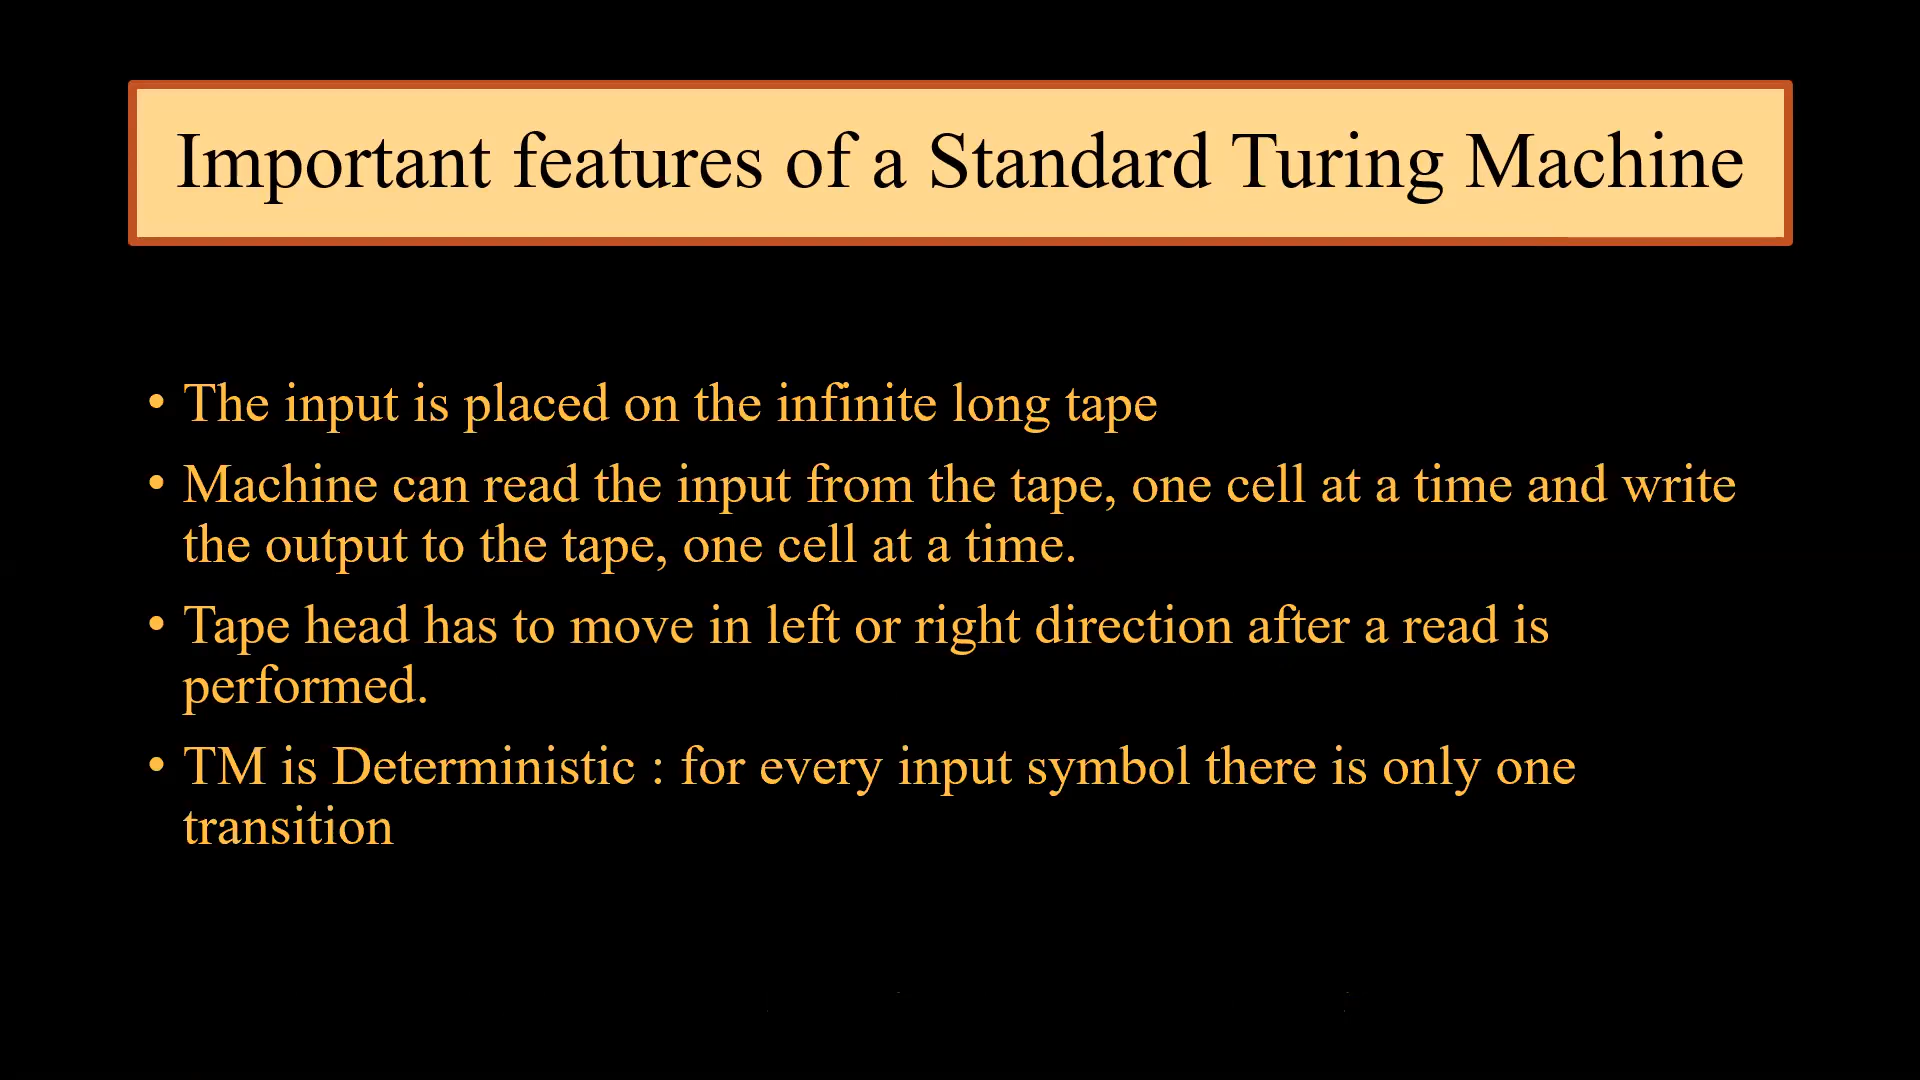 Important features of a Standard Turing Machine
• The input is placed on the infinite long tape
• Machine can read the input from the tape, one cell at a time and write
the output to the tape, one cell at a time.
• Tape head has to move in left or right direction after a read is
performed.
• TM is Deterministic : for every input symbol there is only one
transition